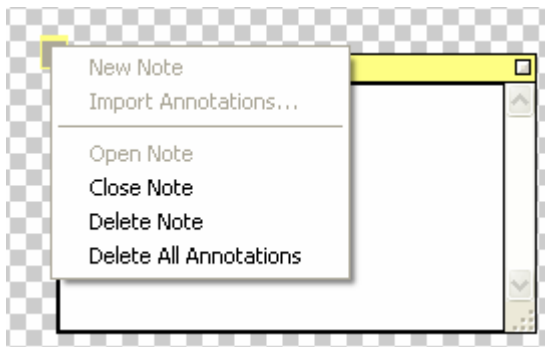 New Note
Import Annotations...
Open Note
Close Note
Delete Note
Delete All Annotations